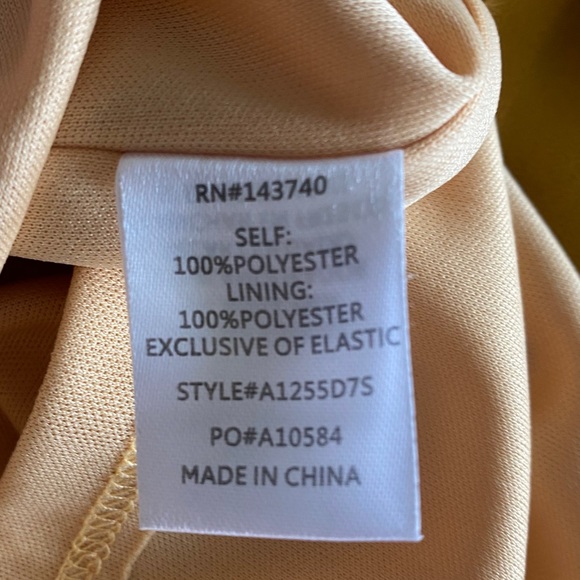 RN#143740
SELF:
100%POLYESTER
LINING:
100%POLYESTER
EXCLUSIVE OF ELASTIC
STYLE#A1255D7S
PO#A10584
MADE IN CHINA